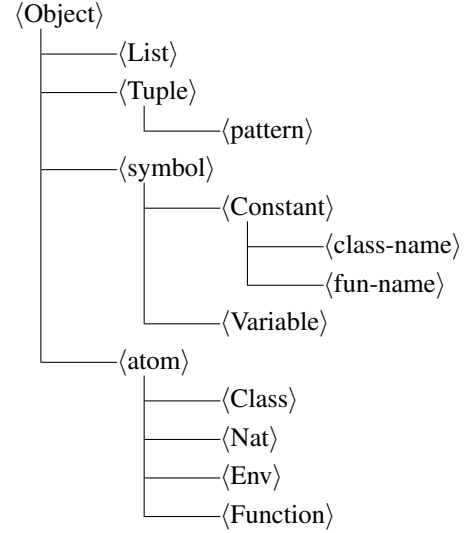 ⟨Object⟩
⟨List⟩
⟨Tuple⟩
⟨pattern⟩
⟨symbol⟩
⟨Constant⟩
⟨class-name⟩
⟨fun-name⟩
⟨Variable⟩
⟨atom⟩
⟨Class⟩
⟨Nat⟩
⟨Env⟩
⟨Function⟩